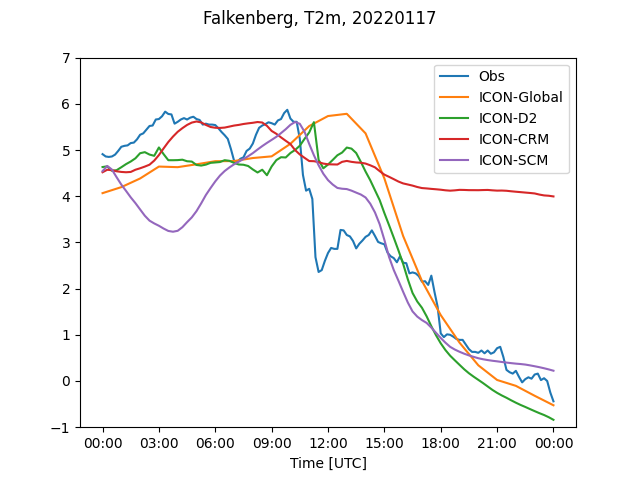 Falkenberg, T2m, 20220117
7
6
5
4
3
2
1
0
−1
Obs
ICON-Global
ICON-D2
ICON-CRM
ICON-SCM
00:00 03:00 06:00 09:00 12:00 15:00 18:00 21:00 00:00
Time [UTC]